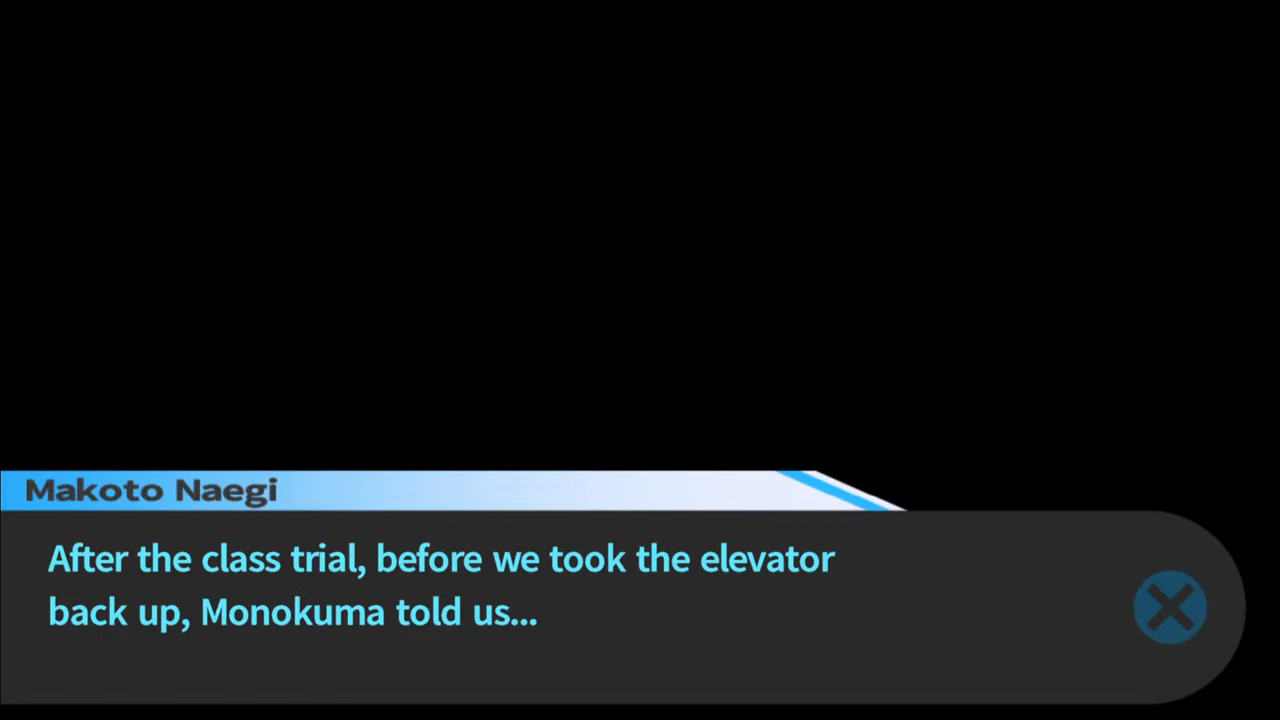 Makoto Naegi
After the class trial, before we took the elevator
back up, Monokuma told us...